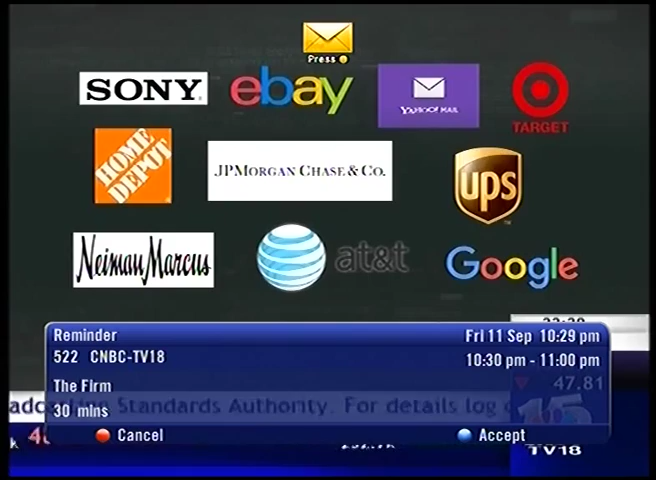 Press
SONY
ebay
YAHOO! MAIL
TARGET
HOME DEPOT
JPMORGAN CHASE & CO.
ups
Neiman Marcus
at&t
Google
Reminder
Fri 11 Sep 10:29 pm
522 CNBC-TV18
10:30 pm - 11:00 pm
The Firm
47.81
30 mins
Standards Authority. For details log
Cancel
Accept
TV18